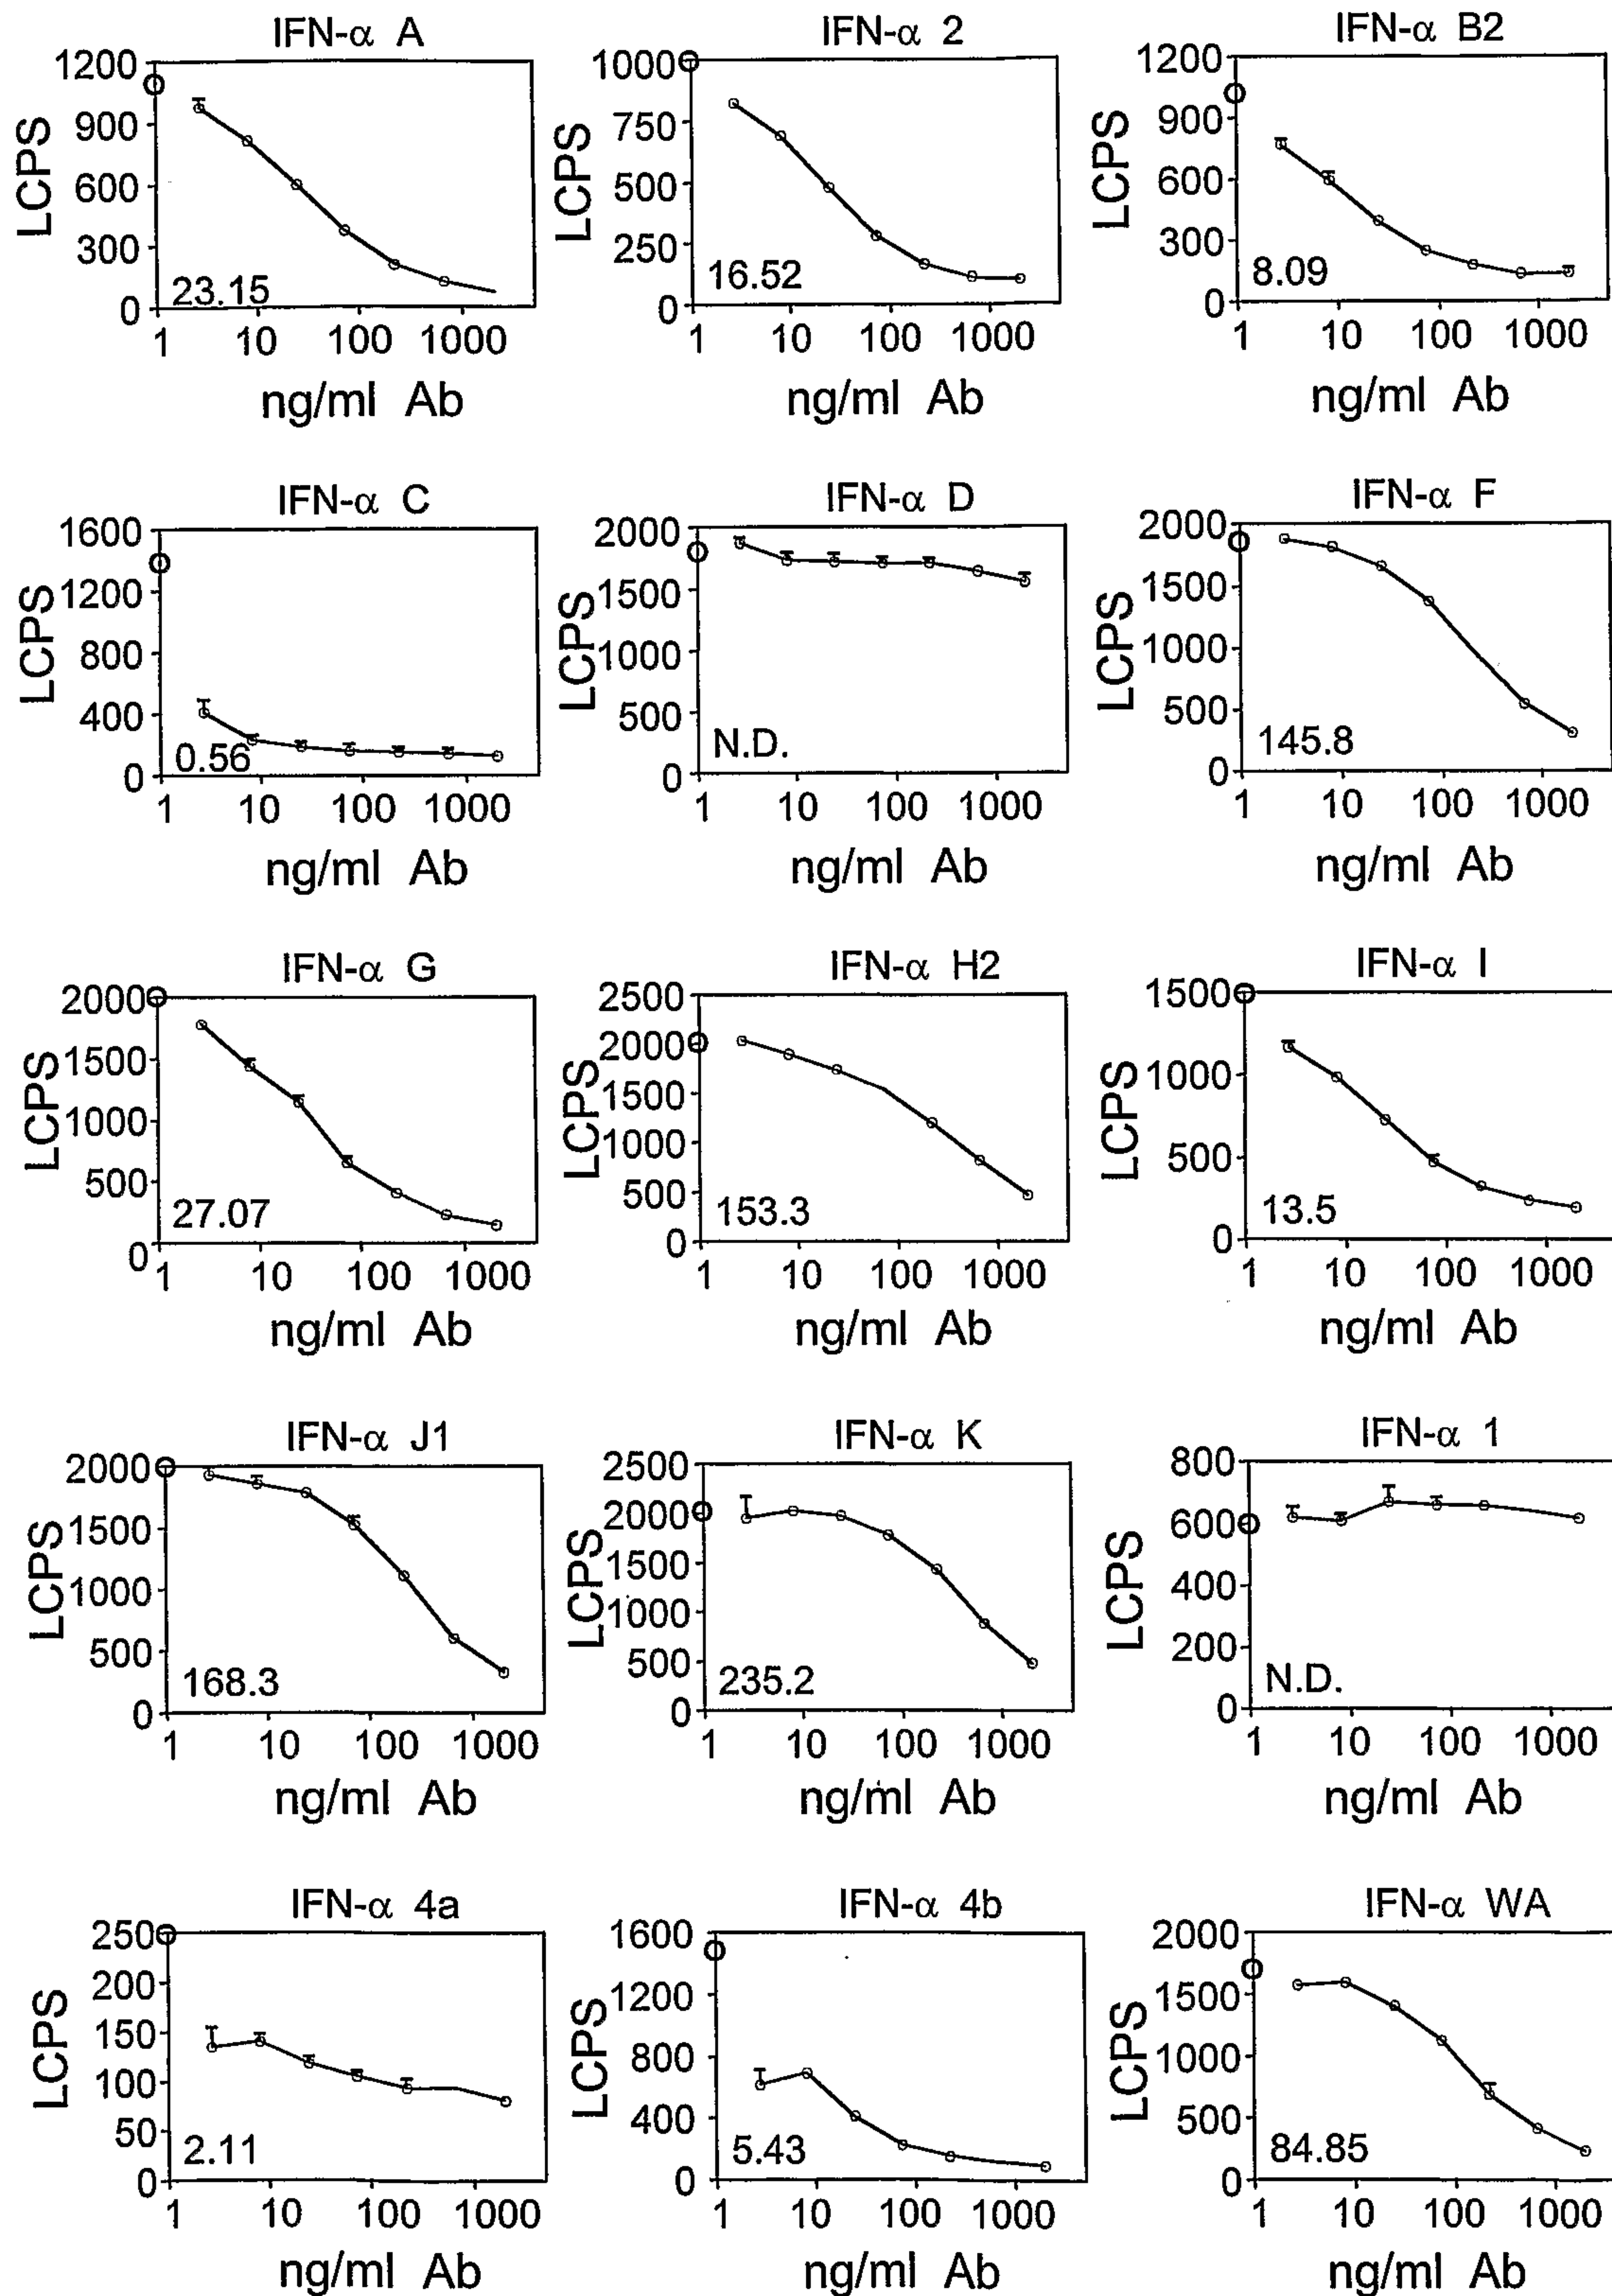 IFN-α A
IFN-α 2
IFN-α B2
LCPS
1200
900
600
300
0
23.15
1 10 100 1000
ng/ml Ab
LCPS
1000
750
500
250
0
16.52
1 10 100 1000
ng/ml Ab
LCPS
1200
900
600
300
0
8.09
1 10 100 1000
ng/ml Ab
IFN-α C
IFN-α D
IFN-α F
LCPS
1600
1200
800
400
0
0.56
1 10 100 1000
ng/ml Ab
LCPS
2000
1500
1000
500
0
N.D.
1 10 100 1000
ng/ml Ab
LCPS
2000
1500
1000
500
0
145.8
1 10 100 1000
ng/ml Ab
IFN-α G
IFN-α H2
IFN-α I
LCPS
2000
1500
1000
500
0
27.07
1 10 100 1000
ng/ml Ab
LCPS
2500
2000
1500
1000
500
0
153.3
1 10 100 1000
ng/ml Ab
LCPS
1500
1000
500
0
13.5
1 10 100 1000
ng/ml Ab
IFN-α J1
IFN-α K
IFN-α 1
LCPS
2000
1500
1000
500
0
168.3
1 10 100 1000
ng/ml Ab
LCPS
2500
2000
1500
1000
500
0
235.2
1 10 100 1000
ng/ml Ab
LCPS
800
600
400
200
0
N.D.
1 10 100 1000
ng/ml Ab
IFN-α 4a
IFN-α 4b
IFN-α WA
LCPS
250
200
150
100
50
0
2.11
1 10 100 1000
ng/ml Ab
LCPS
1600
1200
800
400
0
5.43
1 10 100 1000
ng/ml Ab
LCPS
2000
1500
1000
500
0
84.85
1 10 100 1000
ng/ml Ab